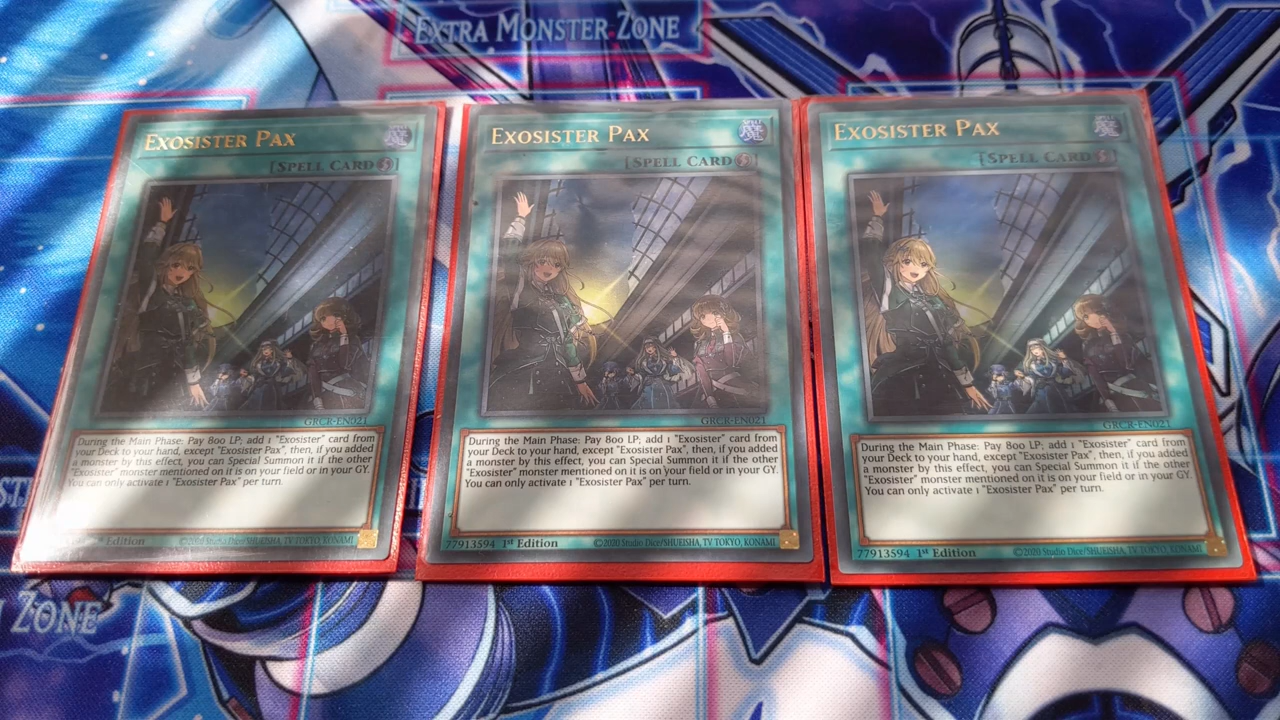 EXTRA MONSTER ZONE
EXOSISTER PAX
[SPELL CARD]
GRCR-EN021
During the Main Phase: Pay 800 LP; add 1 "Exosister" card from
your Deck to your hand, except "Exosister Pax", then, if you added
a monster by this effect, you can Special Summon it if the other
"Exosister" monster mentioned on it is on your field or in your GY.
You can only activate 1 "Exosister Pax" per turn.
Edition ©2020 Studio Dice/SHUEISHA, TV TOKYO, KONAMI
EXOSISTER PAX
[SPELL CARD]
GRCR-EN021
During the Main Phase: Pay 800 LP; add 1 "Exosister" card from
your Deck to your hand, except "Exosister Pax", then, if you added
a monster by this effect, you can Special Summon it if the other
"Exosister" monster mentioned on it is on your field or in your GY.
You can only activate 1 "Exosister Pax" per turn.
77913594 1st Edition ©2020 Studio Dice/SHUEISHA, TV TOKYO, KONAMI
EXOSISTER PAX
[SPELL CARD]
GRCR-EN021
During the Main Phase: Pay 800 LP; add 1 "Exosister" card from
your Deck to your hand, except "Exosister Pax", then, if you added
a monster by this effect, you can Special Summon it if the other
"Exosister" monster mentioned on it is on your field or in your GY.
You can only activate 1 "Exosister Pax" per turn.
77913594 1st Edition ©2020 Studio Dice/SHUEISHA, TV TOKYO, KONAMI
ZONE